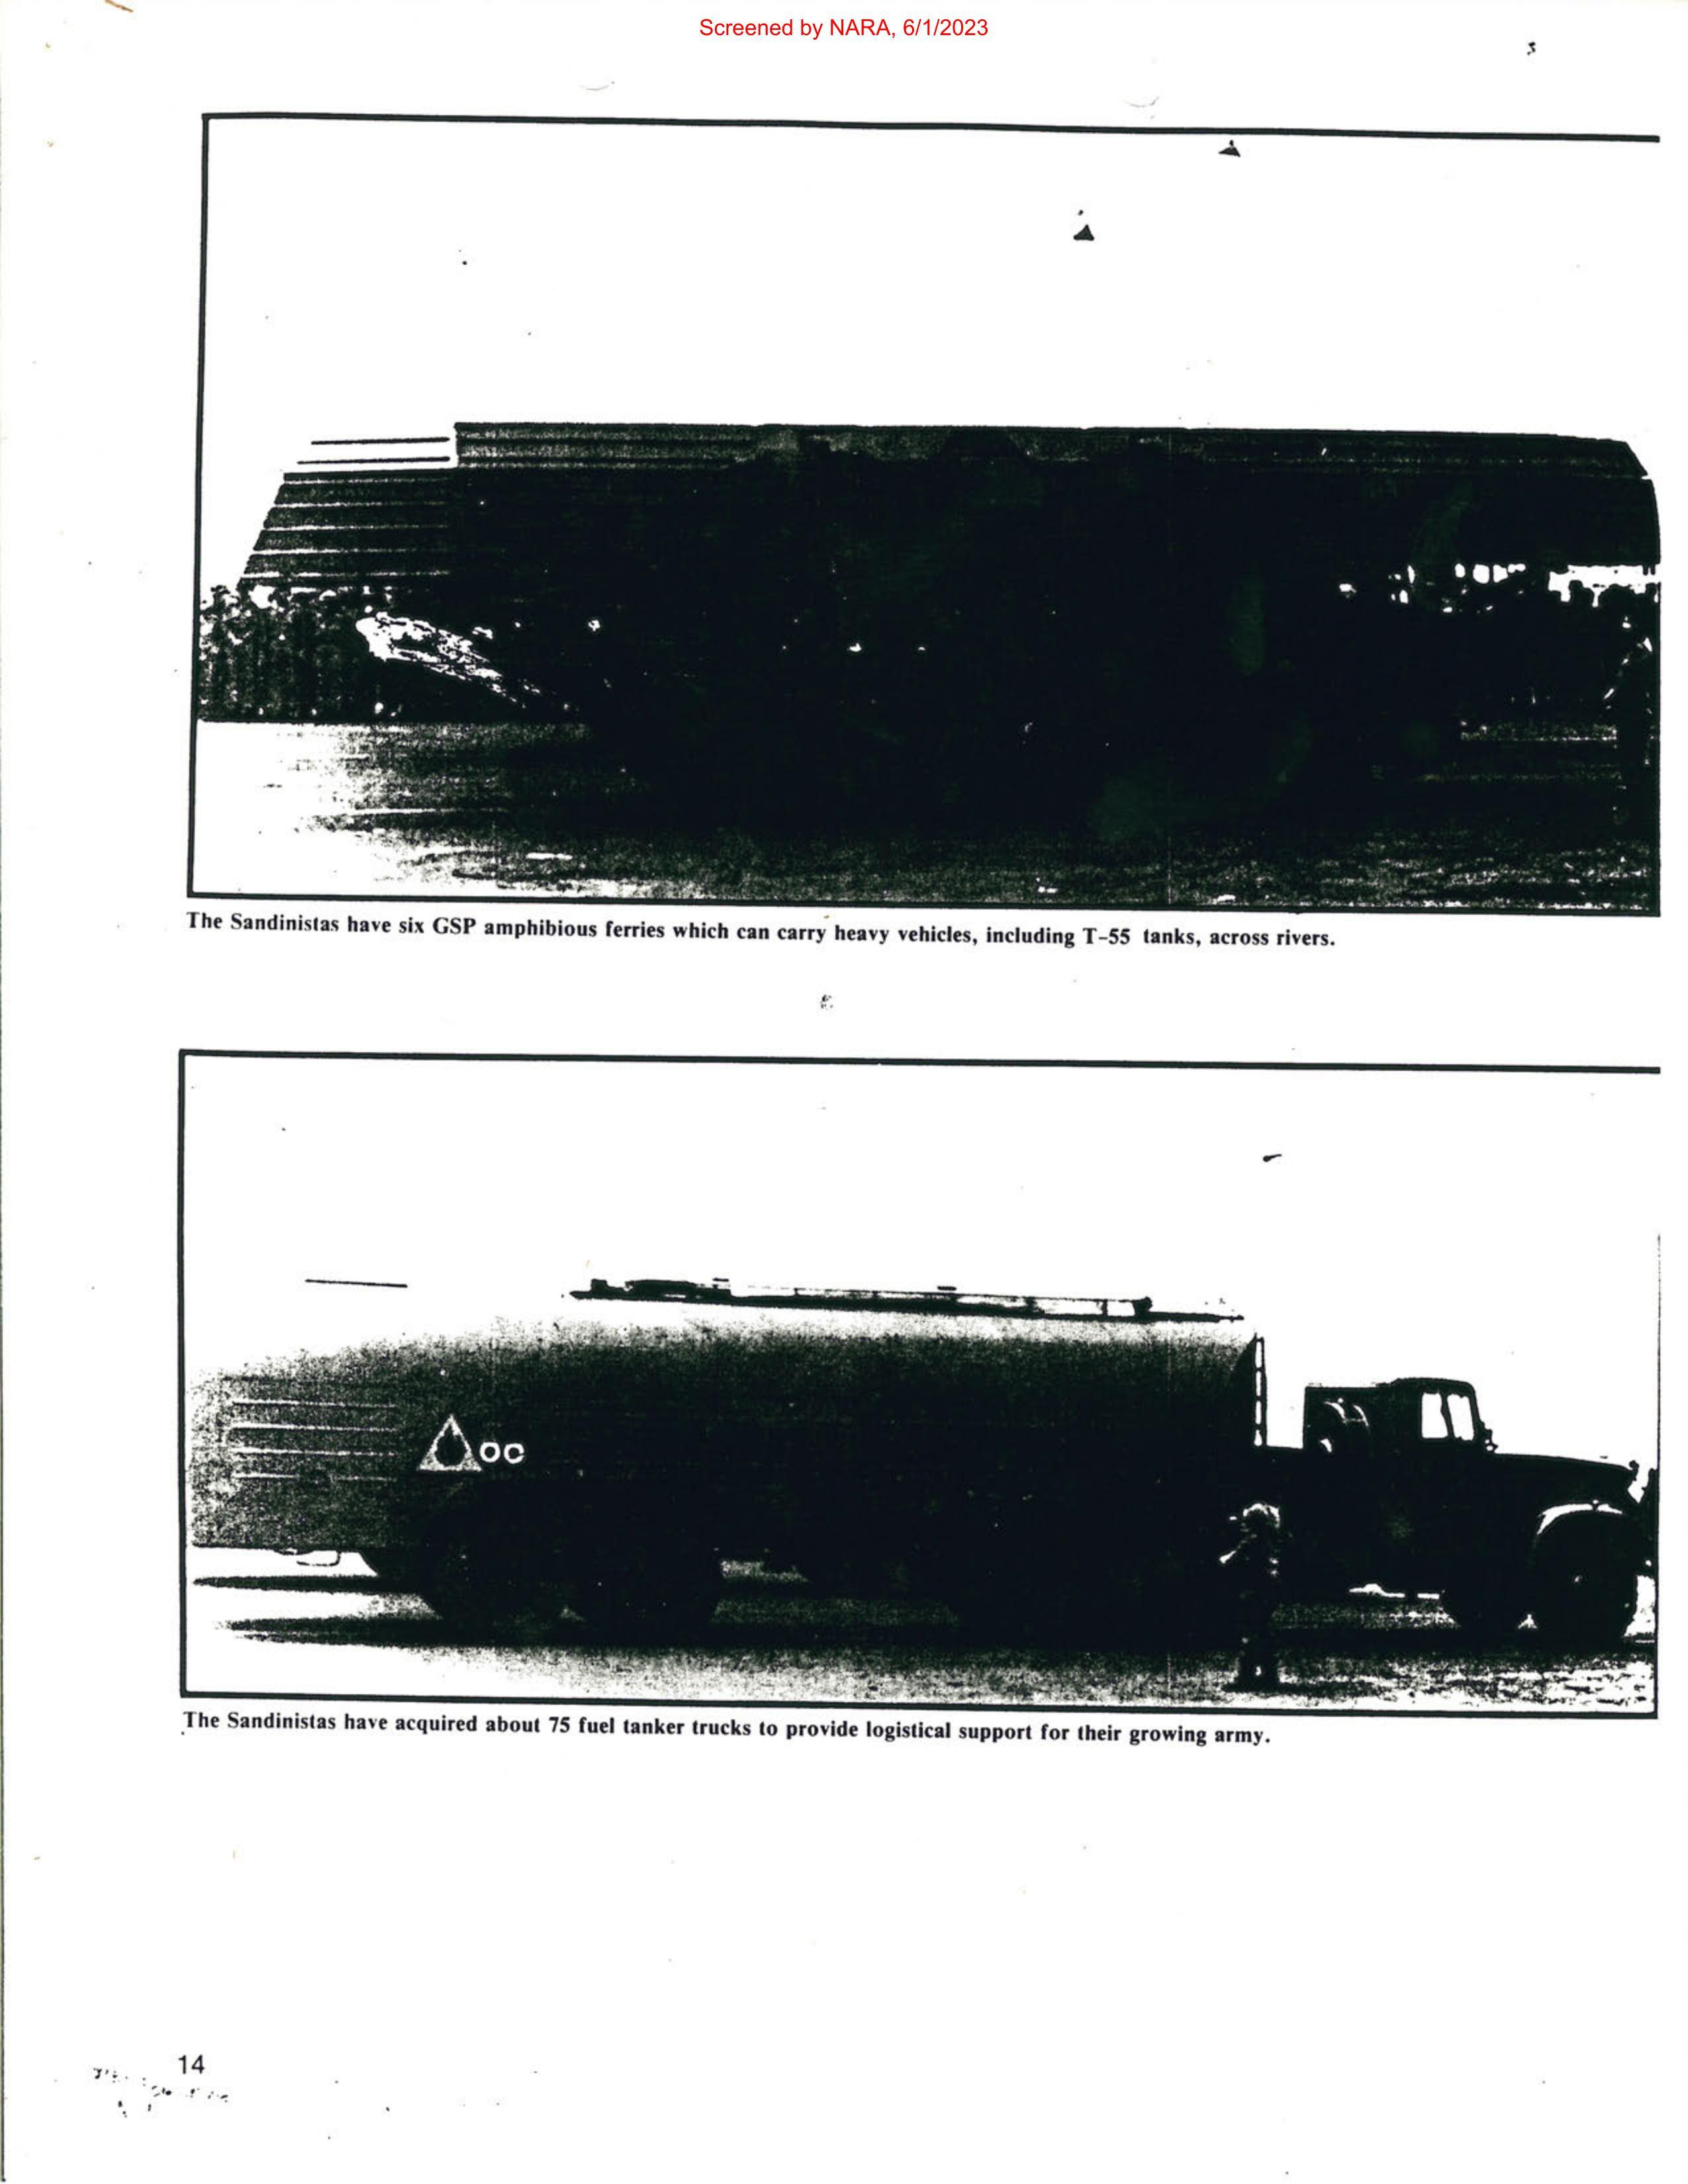 Screened by NARA, 6/1/2023
The Sandinistas have six GSP amphibious ferries which can carry heavy vehicles, including T-55 tanks, across rivers.
OC
The Sandinistas have acquired about 75 fuel tanker trucks to provide logistical support for their growing army.
14